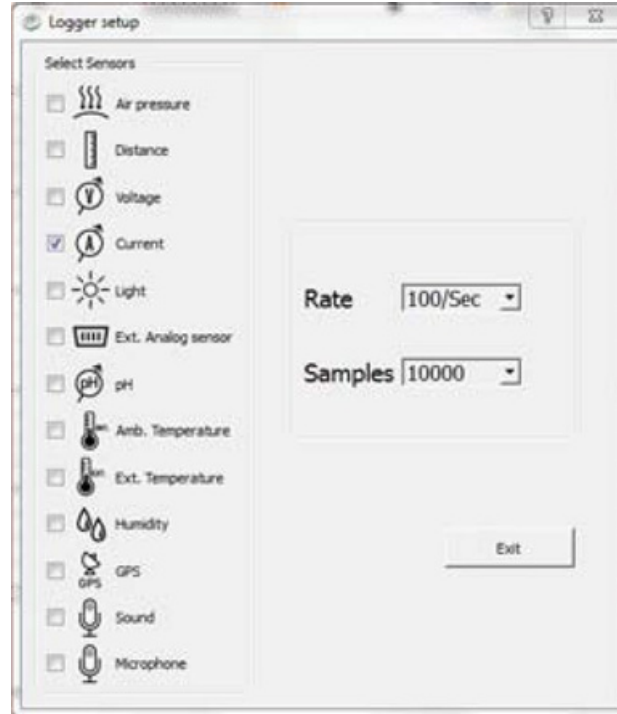 Logger setup
Select Sensors
Air pressure
Distance
V Voltage
A Current
Light
Ext. Analog sensor
pH pH
Amb. Temperature
Ext. Temperature
Humidity
GPS GPS
Sound
Microphone
Rate 100/Sec
Samples 10000
Exit